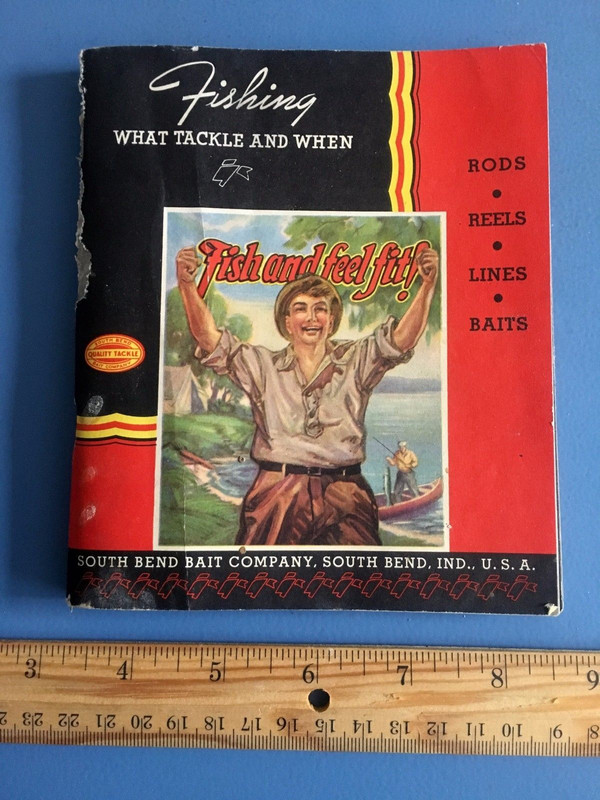 Fishing
WHAT TACKLE AND WHEN
RODS
•
REELS
•
LINES
•
BAITS
Fish and feel fit!
SOUTH BEND
QUALITY TACKLE
BAIT COMPANY
SOUTH BEND BAIT COMPANY, SOUTH BEND, IND., U. S. A.
3 4 5 6 7 8 9
23 22 21 20 19 18 17 16 15 14 13 12 11 10 9 8